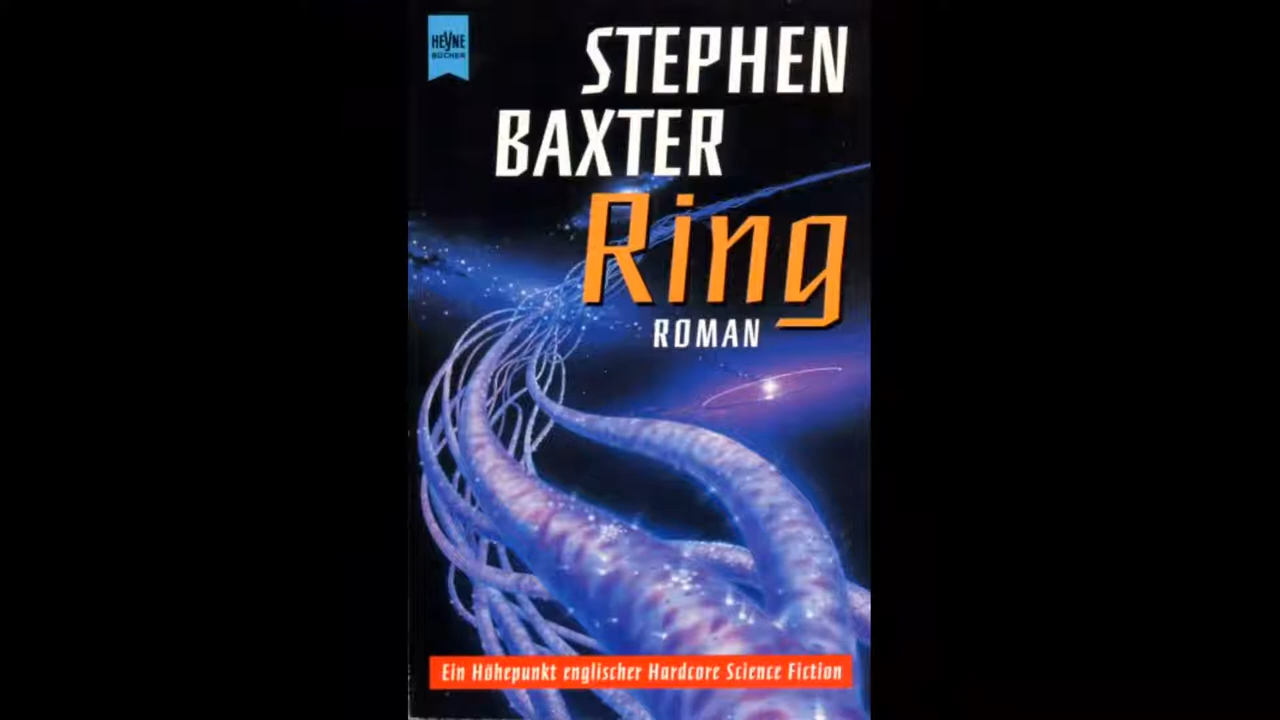 HEYNE
BÜCHER
STEPHEN
BAXTER
Ring
ROMAN
Ein Höhepunkt englischer Hardcore Science Fiction